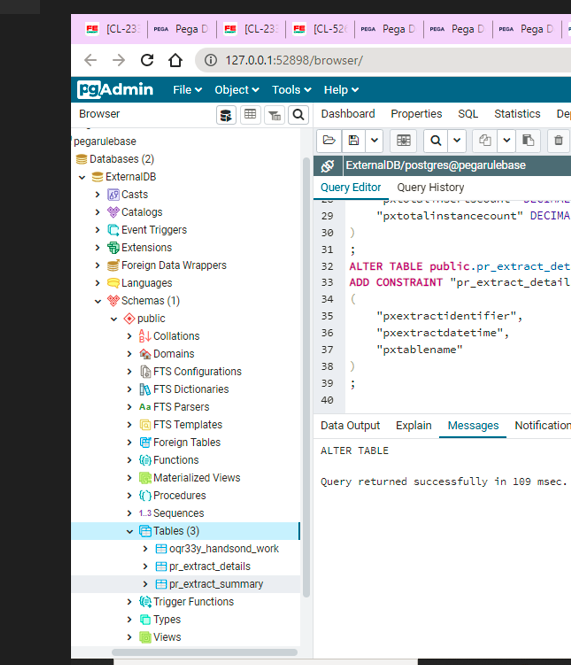 [CL-23: Pega D [CL-23: [CL-52( Pega D Pega D Pega D
127.0.0.1:52898/browser/
pgAdmin File Object Tools Help
Browser Dashboard Properties SQL Statistics De
pegarulebase
Databases (2)
ExternalDB
Casts
Catalogs
Event Triggers
Extensions
Foreign Data Wrappers
Languages
Schemas (1)
public
Collations
Domains
FTS Configurations
FTS Dictionaries
FTS Parsers
FTS Templates
Foreign Tables
Functions
Materialized Views
Procedures
1..3 Sequences
Tables (3)
oqr33y_handsond_work
pr_extract_details
pr_extract_summary
Trigger Functions
Types
Views
ExternalDB/postgres@pegarulebase
Query Editor Query History
29 "pxtotalinstancecount" DECIMA
30 )
31 ;
32 ALTER TABLE public.pr_extract_det
33 ADD CONSTRAINT "pr_extract_detail
34 (
35 "pxextractidentifier",
36 "pxextractdatetime",
37 "pxtablename"
38 )
39 ;
40
Data Output Explain Messages Notification
ALTER TABLE
Query returned successfully in 109 msec.